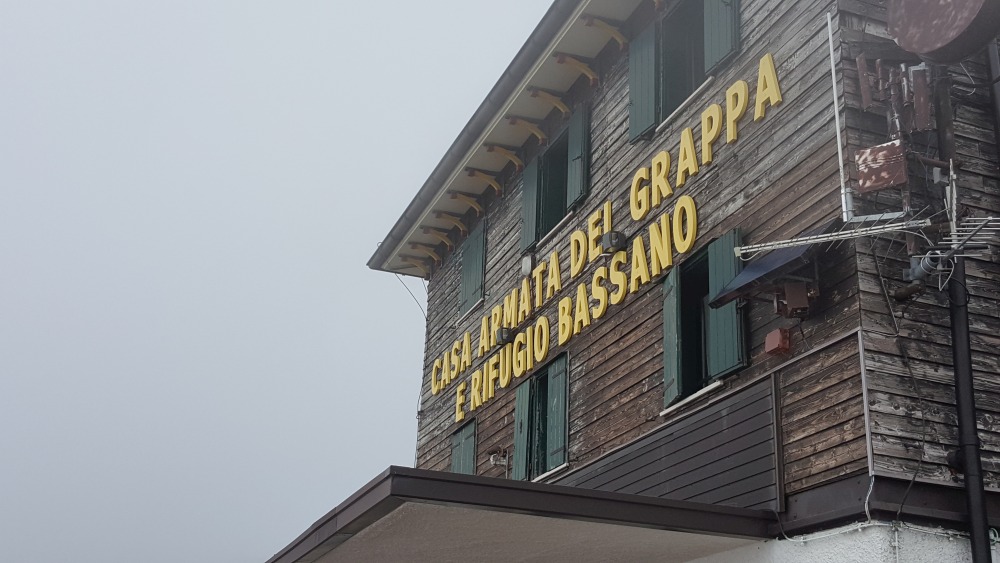 CASA ARMATA DEL GRAPPA
E RIFUGIO BASSANO